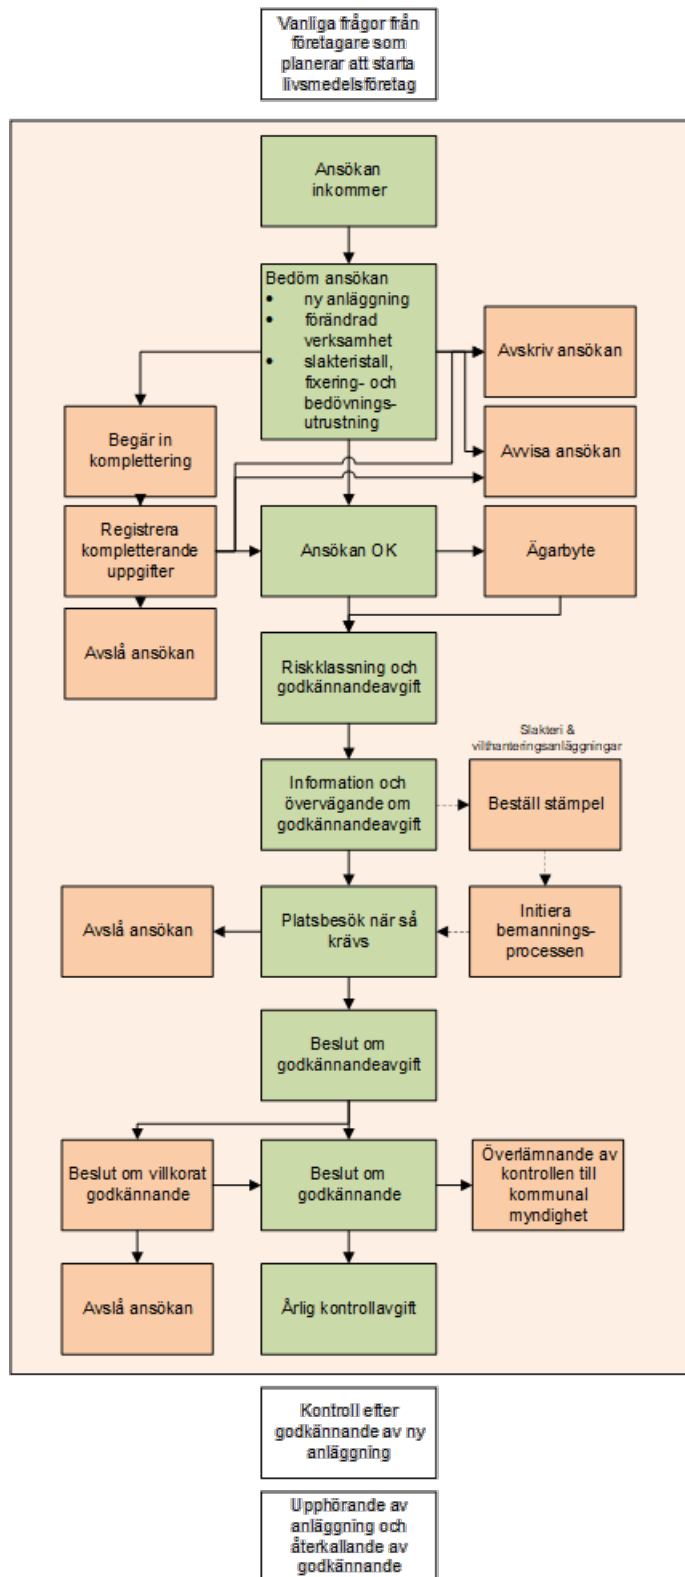 Vanliga frågor från
företagare som
planerar att starta
livsmedelsföretag
Ansökan
inkommer
Bedöm ansökan
• ny anläggning
• förändrad
verksamhet
• slakteristall,
fixering- och
bedövnings-
utrustning
Avskriv ansökan
Begär in
komplettering
Avvisa ansökan
Registrera
kompletterande
uppgifter
Ansökan OK
Ägarbyte
Avslå ansökan
Riskklassning och
godkännandeavgift
Slakteri &
vilthanteringsanläggningar
Information och
övervägande om
godkännandeavgift
Beställ stämpel
Avslå ansökan
Platsbesök när så
krävs
Initiera
bemannings-
processen
Beslut om
godkännandeavgift
Beslut om villkorat
godkännande
Beslut om
godkännande
Överlämnande av
kontrollen till
kommunal
myndighet
Avslå ansökan
Årlig kontrollavgift
Kontroll efter
godkännande av ny
anläggning
Upphörande av
anläggning och
återkallande av
godkännande